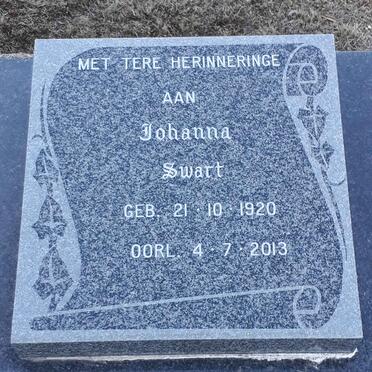 MET TERE HERINNERINGE
AAN
Johanna
Swart
GEB. 21·10·1920
OORL. 4·7·2013